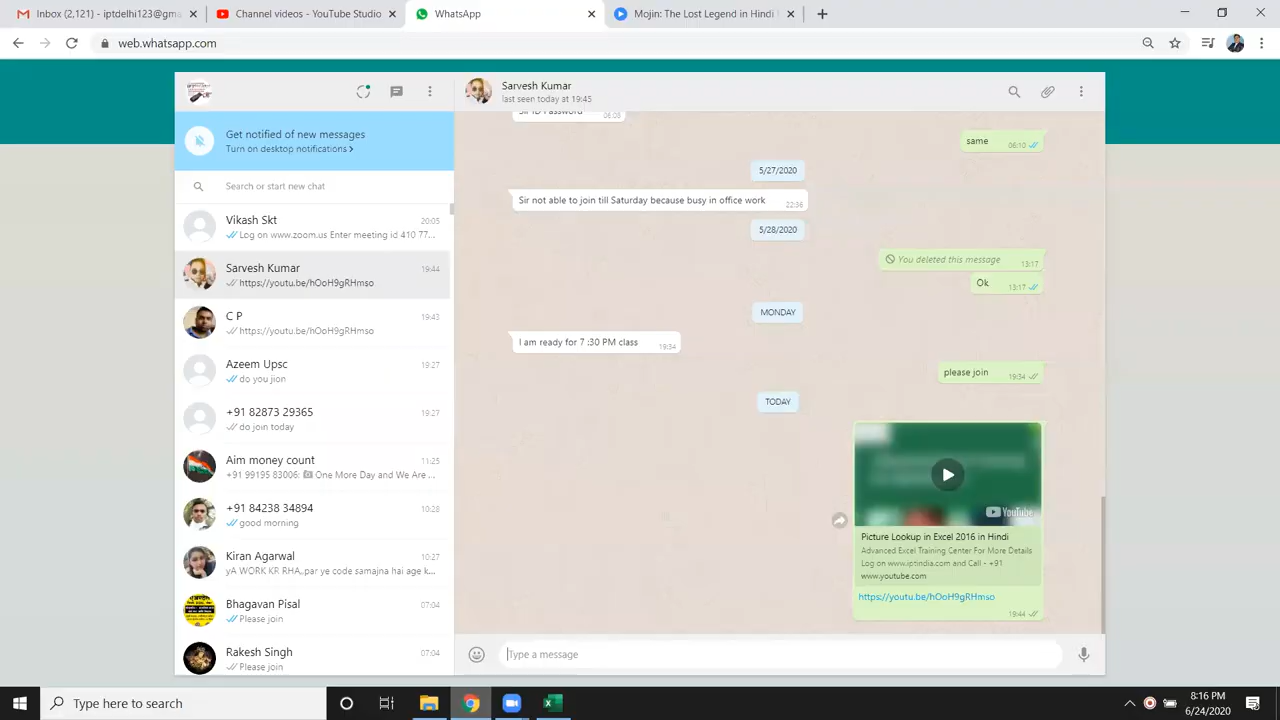 Inbox (2,121) - iptdelhi123@gm
Channel videos - YouTube Studio
WhatsApp
Mojin: The Lost Legend in Hindi
web.whatsapp.com
Get notified of new messages
Turn on desktop notifications >
Search or start new chat
Vikash Skt
20:05
Log on www.zoom.us Enter meeting id 410 77...
Sarvesh Kumar
19:44
https://youtu.be/hOoH9gRHmso
C P
19:43
https://youtu.be/hOoH9gRHmso
Azeem Upsc
19:27
do you jion
+91 82873 29365
19:27
do join today
Aim money count
11:25
+91 99195 83006: One More Day and We Are ...
+91 84238 34894
10:28
good morning
Kiran Agarwal
10:27
yA WORK KR RHA,.par ye code samajna hai age k...
Bhagavan Pisal
07:04
Please join
Rakesh Singh
07:04
Please join
Sarvesh Kumar
last seen today at 19:45
Sir ID Password
06:05
same
06:10
5/27/2020
Sir not able to join till Saturday because busy in office work
22:36
5/28/2020
You deleted this message
13:17
Ok
13:17
MONDAY
I am ready for 7 :30 PM class
19:34
please join
19:34
TODAY
YouTube
Picture Lookup in Excel 2016 in Hindi
Advanced Excel Training Center For More Details
Log on www.iptindia.com and Call - +91
www.youtube.com
https://youtu.be/hOoH9gRHmso
19:44
Type a message
Type here to search
8:16 PM
6/24/2020